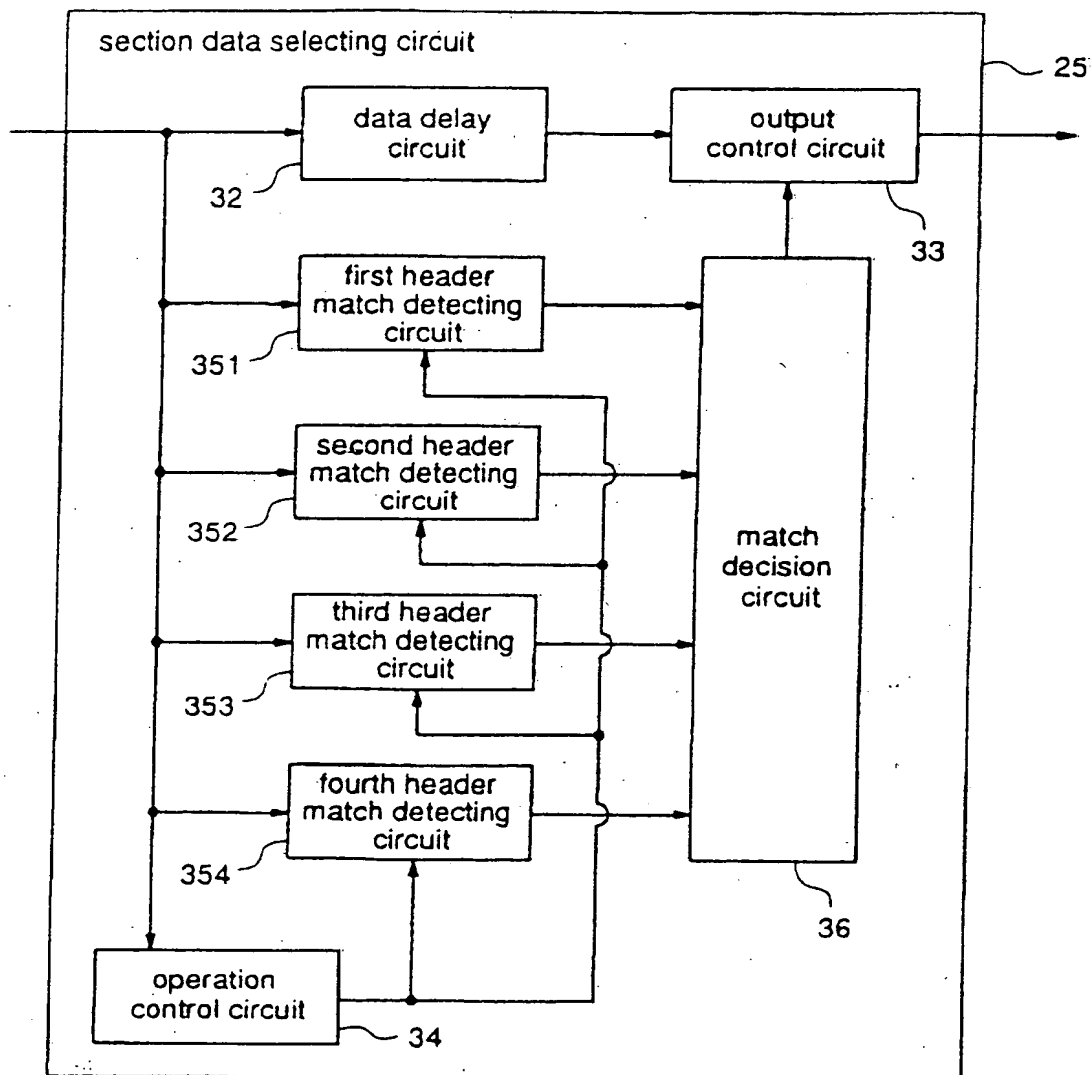 section data selecting circuit
25
data delay
circuit
32
output
control circuit
33
first header
match detecting
circuit
351
second header
match detecting
circuit
352
match
decision
circuit
36
third header
match detecting
circuit
353
fourth header
match detecting
circuit
354
operation
control circuit
34